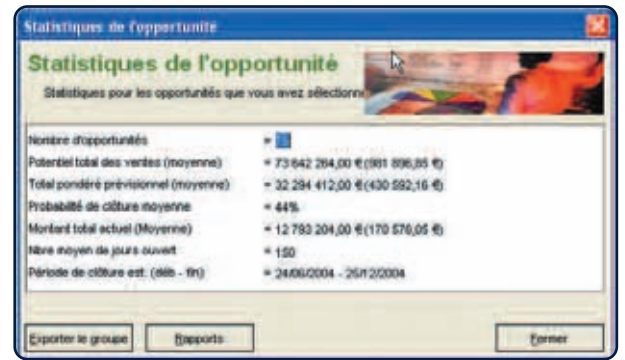 Statistiques de l'opportunité
Statistiques de l'opportunité
Statistiques pour les opportunités que vous avez sélectionn
Nombre d'opportunités =
Potentiel total des ventes (moyenne) = 73 642 264,00 € (981 896,85 €)
Total pondéré prévisionnel (moyenne) = 32 294 412,00 € (430 592,16 €)
Probabilité de clôture moyenne = 44%
Montant total actuel (Moyenne) = 12 793 204,00 € (170 576,05 €)
Nbre moyen de jours ouvert = 150
Période de clôture est. (déb - fin) = 24/06/2004 -
Exporter le groupe Rapports Fermer